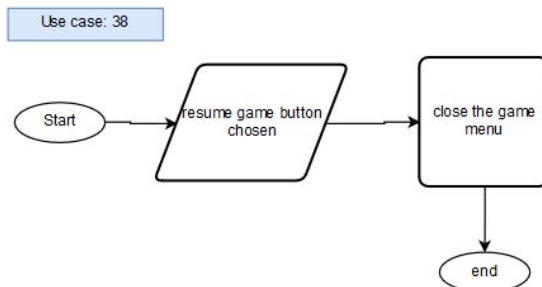 Use case: 38
Start
resume game button
chosen
close the game
menu
end